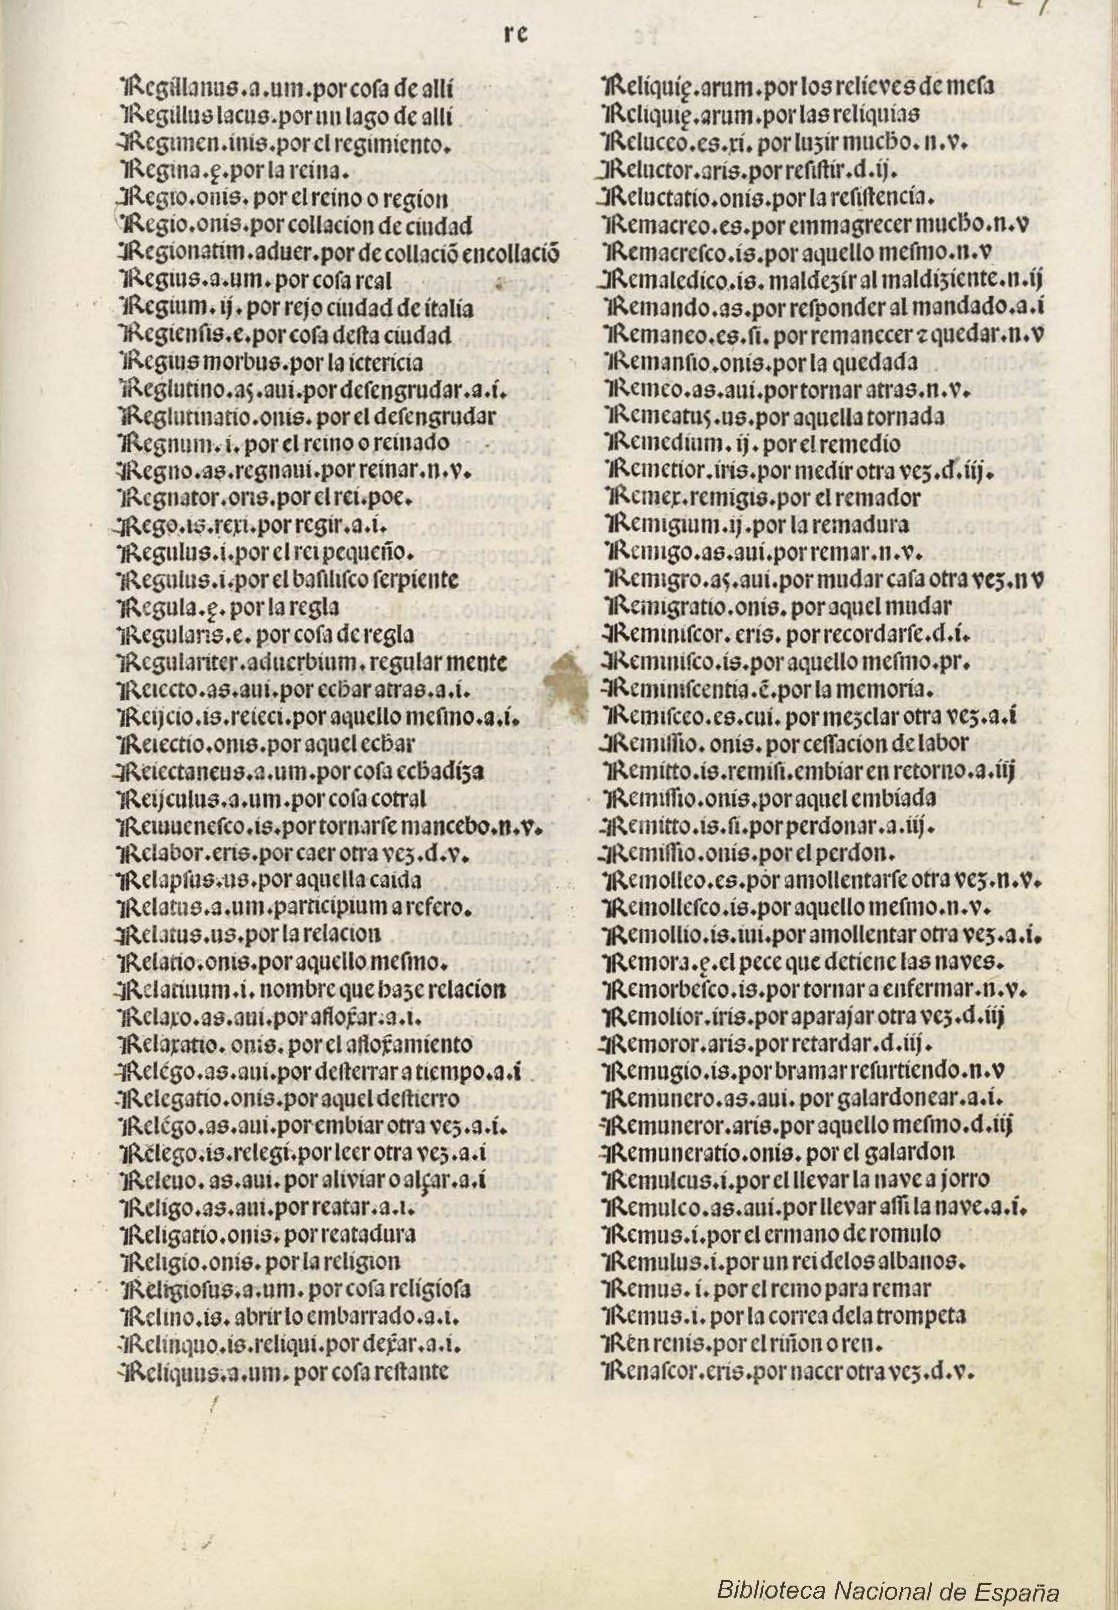 re
Regillanus.a.um.por cosa de alli
Regillus lacus.por un lago de alli
Regimen.inis.por el regimiento.
Regina.ę.por la reina.
Regio.onis.por el reino o region
Regio.onis.por collacion de ciudad
Regionatim.aduer.por de collaciō encollaciō
Regius.a.um.por cosa real
Regium.ij.por rejo ciudad de italia
Regiensis.e.por cosa desta ciudad
Regius morbus.por la ictericia
Reglutino.as.aui.por desengrudar.a.i.
Reglutinatio.onis.por el desengrudar
Regnum.i.por el reino o reinado
Regno.as.regnaui.por reinar.n.v.
Regnator.oris.por el rei.poe.
Rego.is.rexi.por regir.a.i.
Regulus.i.por el rei pequeño.
Regulus.i.por el basilisco serpiente
Regula.ę.por la regla
Regularis.e.por cosa de regla
Regulariter.aduerbium.regular mente
Reiecto.as.aui.por echar atras.a.i.
Reijcio.is.reieci.por aquello mesmo.a.i.
Reiectio.onis.por aquel echar
Reiectaneus.a.um.por cosa echadiza
Reijculus.a.um.por cosa cotral
Reiuuenesco.is.por tornarse mancebo.n.v.
Relabor.eris.por caer otra vez.d.v.
Relapsus.us.por aquella caida
Relatus.a.um.participium a refero.
Relatus.us.por la relacion
Relatio.onis.por aquello mesmo.
Relatiuum.i.nombre que haze relacion
Relaxo.as.aui.por afloxar.a.i.
Relaxatio.onis.por el afloxamiento
Relēgo.as.aui.por desterrar a tiempo.a.i
Relegatio.onis.por aquel destierro
Relēgo.as.aui.por embiar otra vez.a.i.
Relĕgo.is.relegi.por leer otra vez.a.i
Releuo.as.aui.por aliviar o alçar.a.i
Religo.as.aui.por reatar.a.i.
Religatio.onis.por reatadura
Religio.onis.por la religion
Religiosus.a.um.por cosa religiosa
Relino.is.abrir lo embarrado.a.i.
Relinquo.is.reliqui.por dexar.a.i.
Reliquus.a.um.por cosa restante
Reliquię.arum.por los relieves de mesa
Reliquię.arum.por las reliquias
Reluceo.es.xi.por luzir mucho.n.v.
Reluctor.aris.por resistir.d.ij.
Reluctatio.onis.por la resistencia.
Remacreo.es.por emmagrecer mucho.n.v
Remacresco.is.por aquello mesmo.n.v
Remaledico.is.maldezir al maldiziente.n.ij
Remando.as.por responder al mandado.a.i
Remaneo.es.si.por remanecer ⁊ quedar.n.v
Remansio.onis.por la quedada
Remeo.as.aui.por tornar atras.n.v.
Remeatus.us.por aquella tornada
Remedium.ij.por el remedio
Remetior.iris.por medir otra vez.d.iij.
Remex.remigis.por el remador
Remigium.ij.por la remadura
Remigo.as.aui.por remar.n.v.
Remigro.as.aui.por mudar casa otra vez.n v
Remigratio.onis.por aquel mudar
Reminiscor.eris.por recordarse.d.i.
Reminisco.is.por aquello mesmo.pr.
Reminiscentia.ę.por la memoria.
Remisceo.es.cui.por mezclar otra vez.a.i
Remissio.onis.por cessacion de labor
Remitto.is.remisi.embiar en retorno.a.iij
Remissio.onis.por aquel embiada
Remitto.is.si.por perdonar.a.iij.
Remissio.onis.por el perdon.
Remolleo.es.por amollentarse otra vez.n.v.
Remollesco.is.por aquello mesmo.n.v.
Remollio.is.iui.por amollentar otra vez.a.i.
Remora.ę.el pece que detiene las naves.
Remorbesco.is.por tornar a enfermar.n.v.
Remolior.iris.por aparajar otra vez.d.iij
Remoror.aris.por retardar.d.iij.
Remugio.is.por bramar resurtiendo.n.v
Remunero.as.aui.por galardonear.a.i.
Remuneror.aris.por aquello mesmo.d.iij
Remuneratio.onis.por el galardon
Remulcus.i.por el llevar la nave a jorro
Remulco.as.aui.por llevar assi la nave.a.i.
Remus.i.por el ermano de romulo
Remulus.i.por un rei delos albanos.
Remus.i.por el remo para remar
Remus.i.por la correa dela trompeta
Ren renis.por el riñon o ren.
Renascor.eris.por nacer otra vez.d.v.
Biblioteca Nacional de España